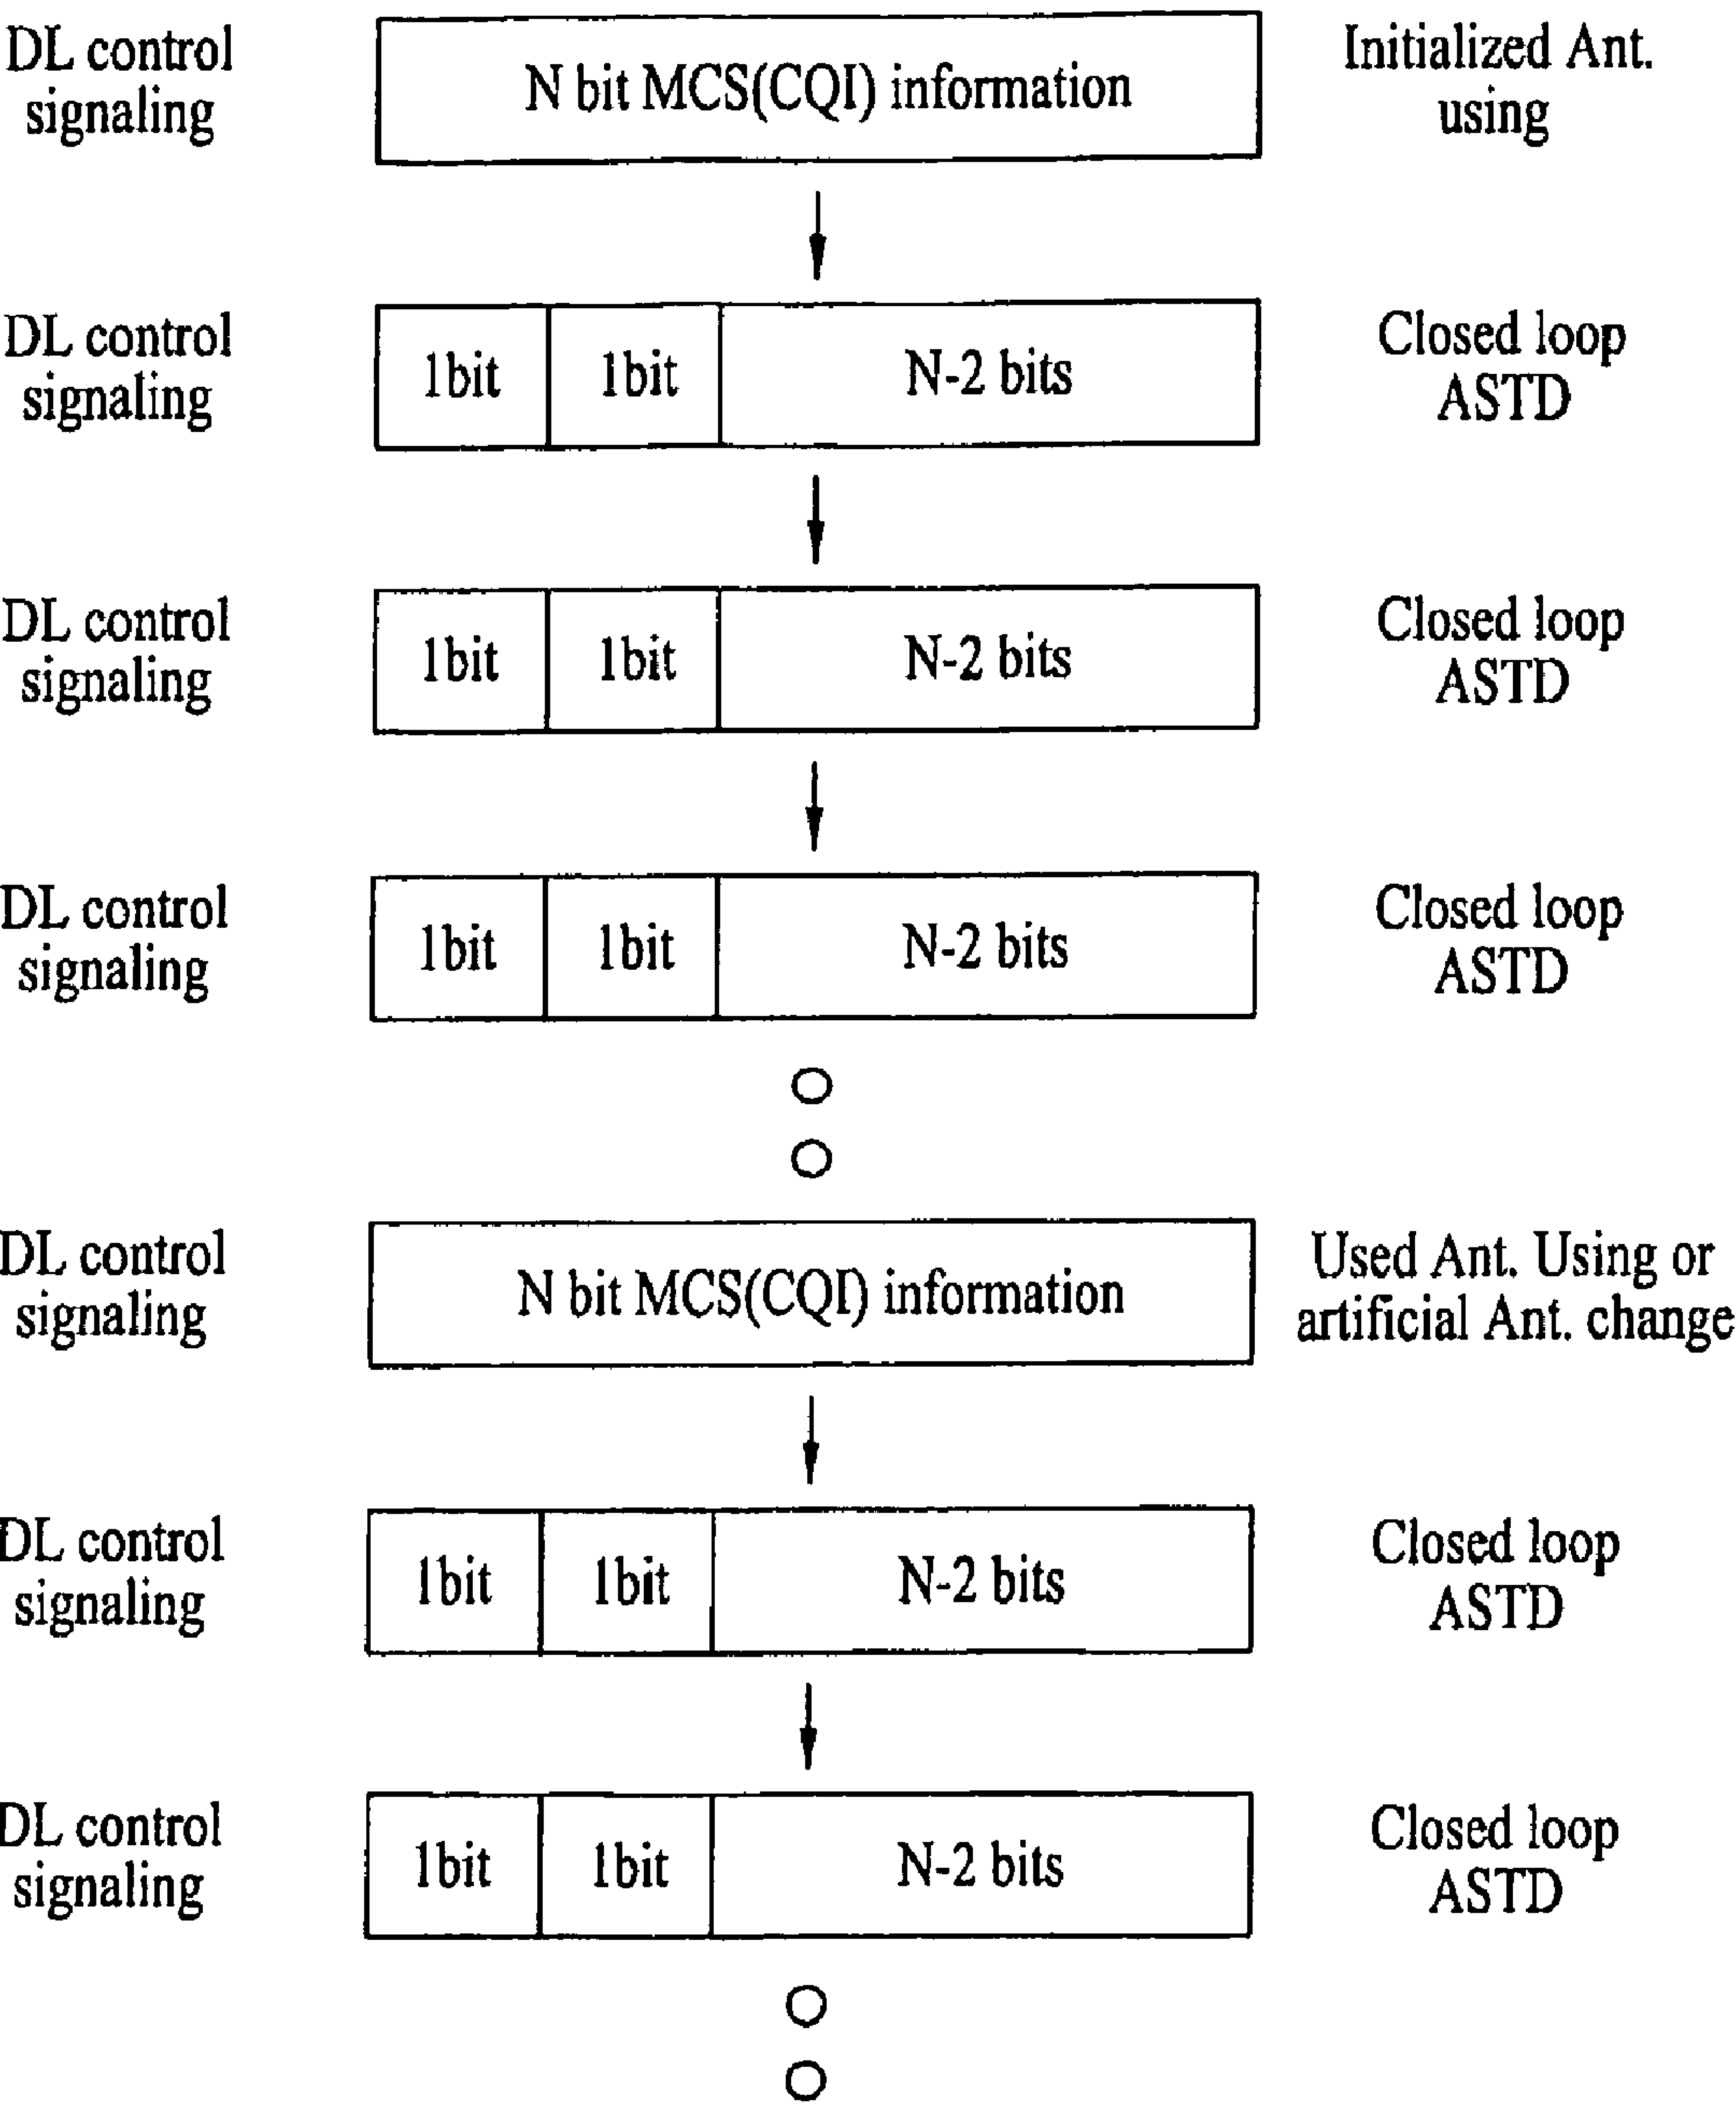 DL control
signaling
N bit MCS(CQI) information
Initialized Ant.
using
DL control
signaling
1bit
1bit
N-2 bits
Closed loop
ASTD
DL control
signaling
1bit
1bit
N-2 bits
Closed loop
ASTD
DL control
signaling
1bit
1bit
N-2 bits
Closed loop
ASTD
DL control
signaling
N bit MCS(CQI) information
Used Ant. Using or
artificial Ant. change
DL control
signaling
1bit
1bit
N-2 bits
Closed loop
ASTD
DL control
signaling
1bit
1bit
N-2 bits
Closed loop
ASTD